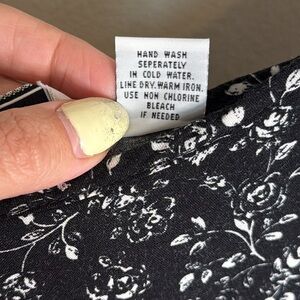 HAND WASH
SEPERATELY
IN COLD WATER.
LINE DRY. WARM IRON.
USE NON CHLORINE
BLEACH
IF NEEDED